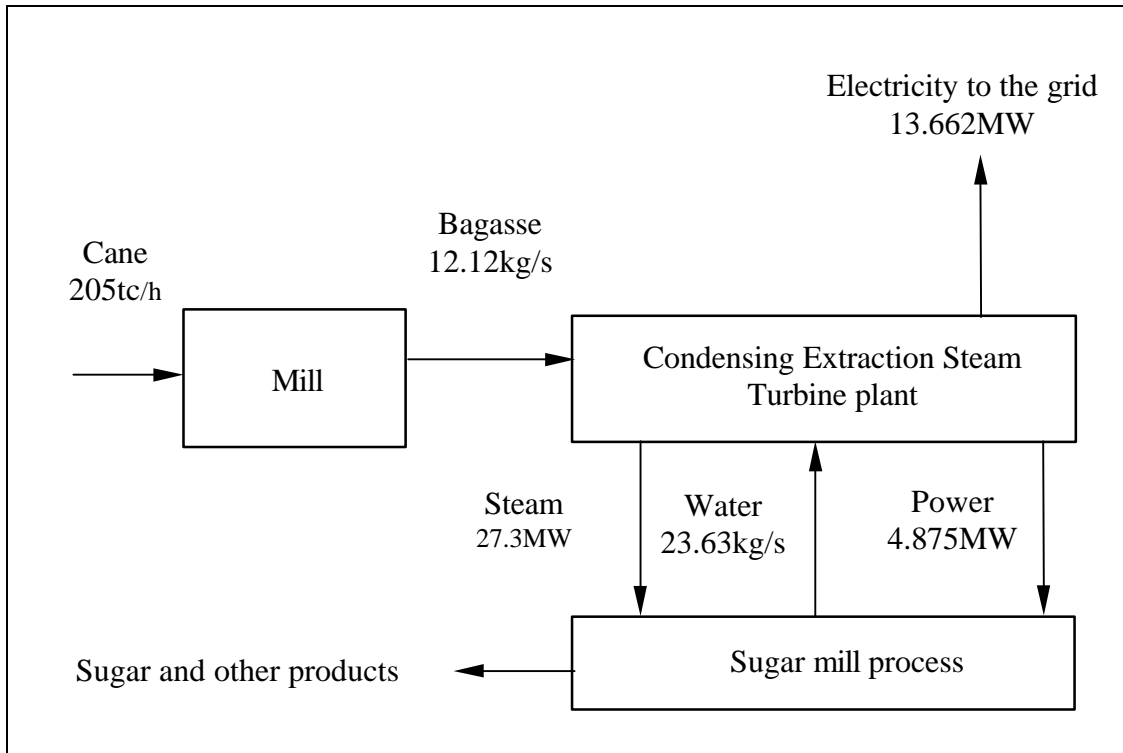 Electricity to the grid
13.662MW
Bagasse
12.12kg/s
Cane
205tc/h
Mill
Condensing Extraction Steam
Turbine plant
Steam
27.3MW
Water
23.63kg/s
Power
4.875MW
Sugar and other products
Sugar mill process